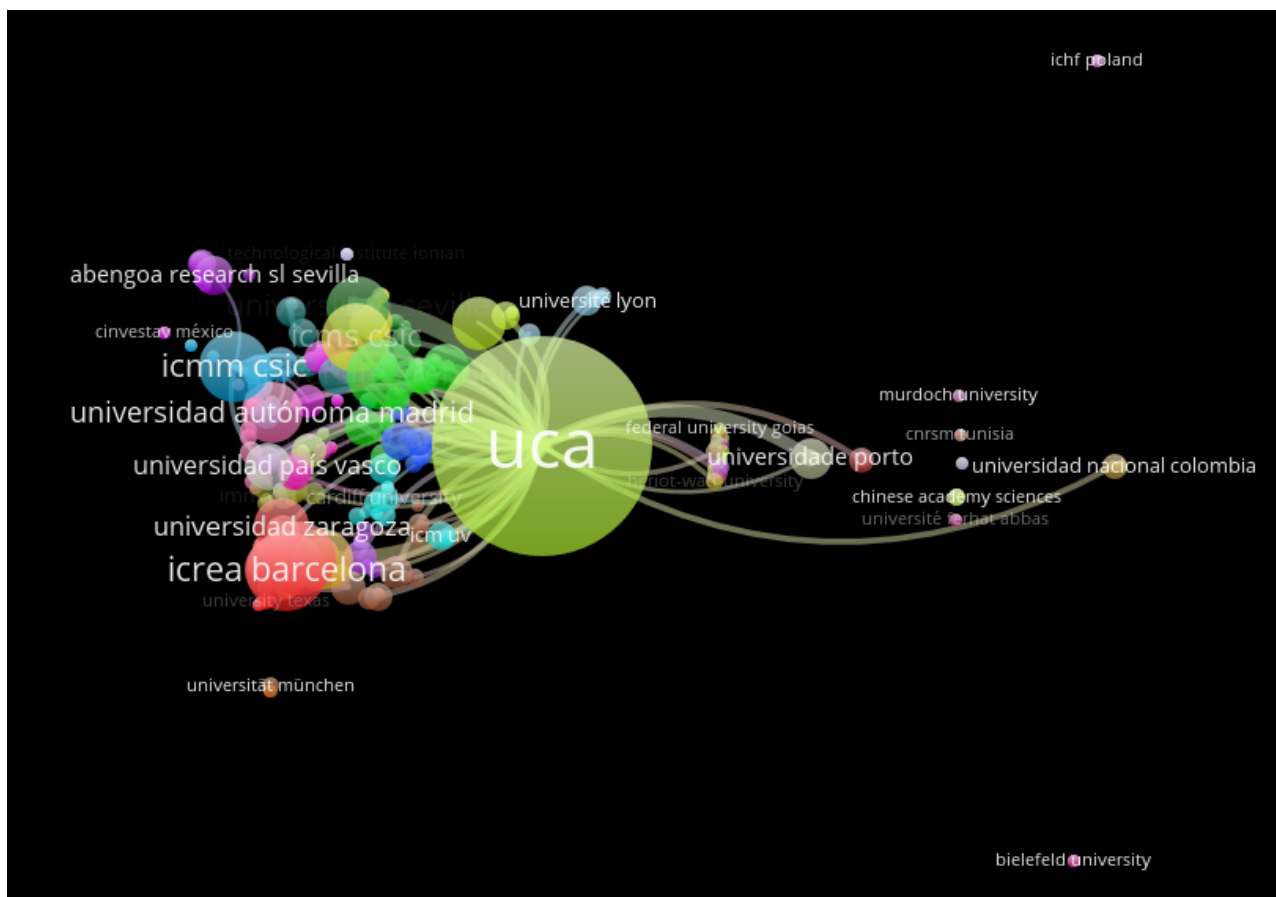 ichf poland
technological institute ionian
abengoa research sl sevilla
université lyon
cinvestav méxico
icms csic
icmm csic
murdoch university
universidad autónoma madrid
federal university goias
cnrsm tunisia
uca
universidade porto
universidad país vasco
universidad nacional colombia
heriot-watt university
cardiff university
chinese academy sciences
université ferhat abbas
universidad zaragoza
icm uv
icrea barcelona
university texas
universität münchen
bielefeld university